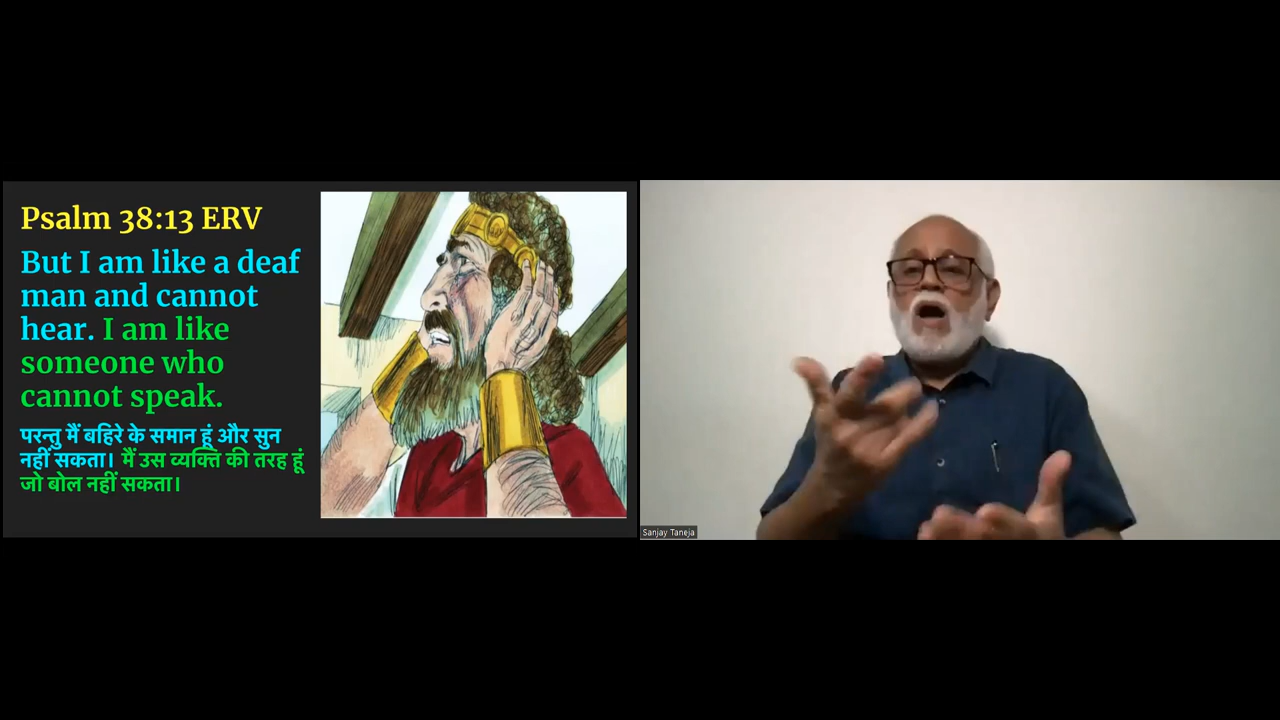 Psalm 38:13 ERV
But I am like a deaf
man and cannot
hear. I am like
someone who
cannot speak.
परन्तु मैं बहिरे के समान हूं और सुन
नहीं सकता। मैं उस व्यक्ति की तरह हूं
जो बोल नहीं सकता।
Sanjay Taneja